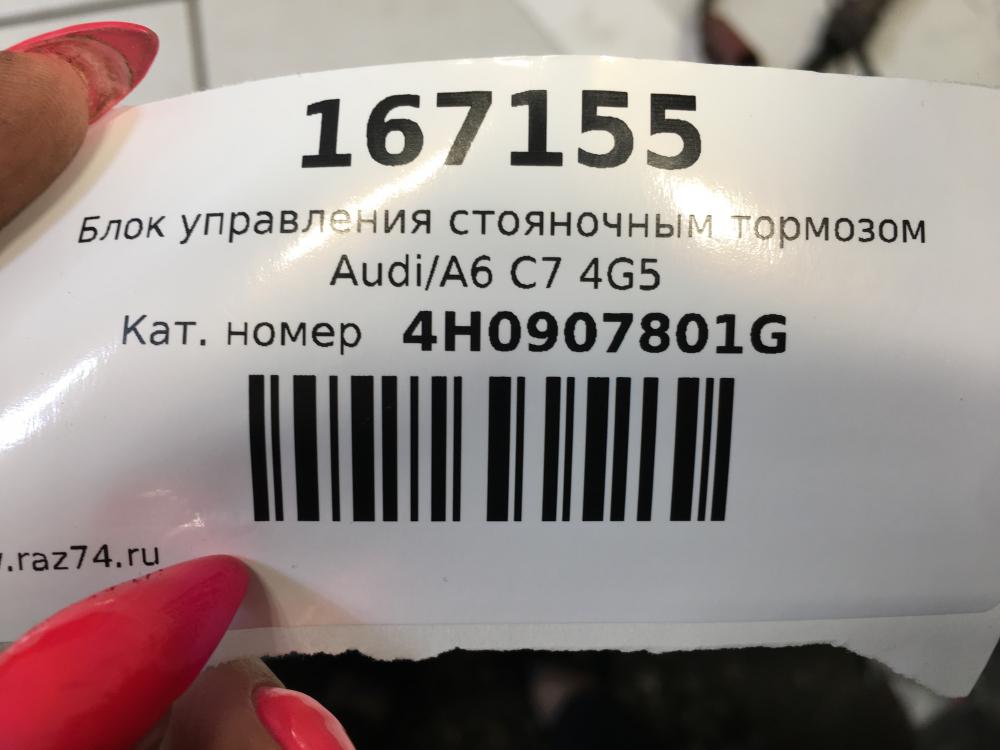 167155
Блок управления стояночным тормозом
Audi/A6 C7 4G5
Кат. номер 4H0907801G
.raz74.ru